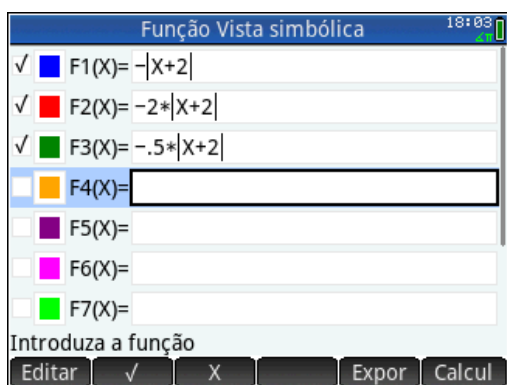 Função Vista simbólica 18:03
∡π
√ F1(X)= −|X+2|
√ F2(X)= −2*|X+2|
√ F3(X)= −.5*|X+2|
F4(X)=
F5(X)=
F6(X)=
F7(X)=
Introduza a função
Editar √ X Expor Calcul